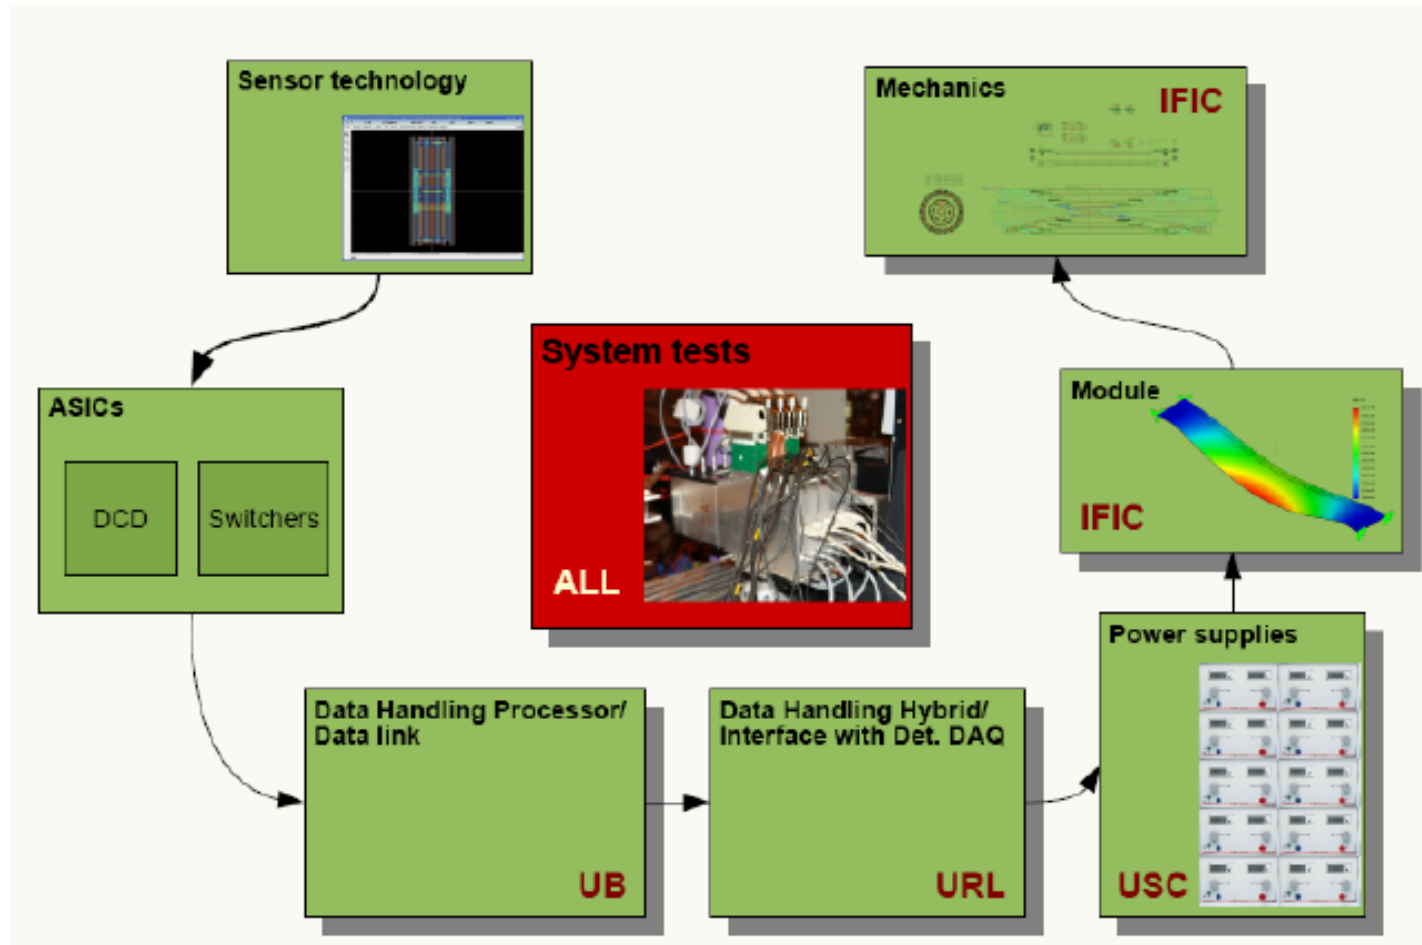 Sensor technology
Mechanics
IFIC
System tests
ALL
ASICs
DCD
Switchers
Module
IFIC
Data Handling Processor/
Data link
UB
Data Handling Hybrid/
Interface with Det. DAQ
URL
Power supplies
USC